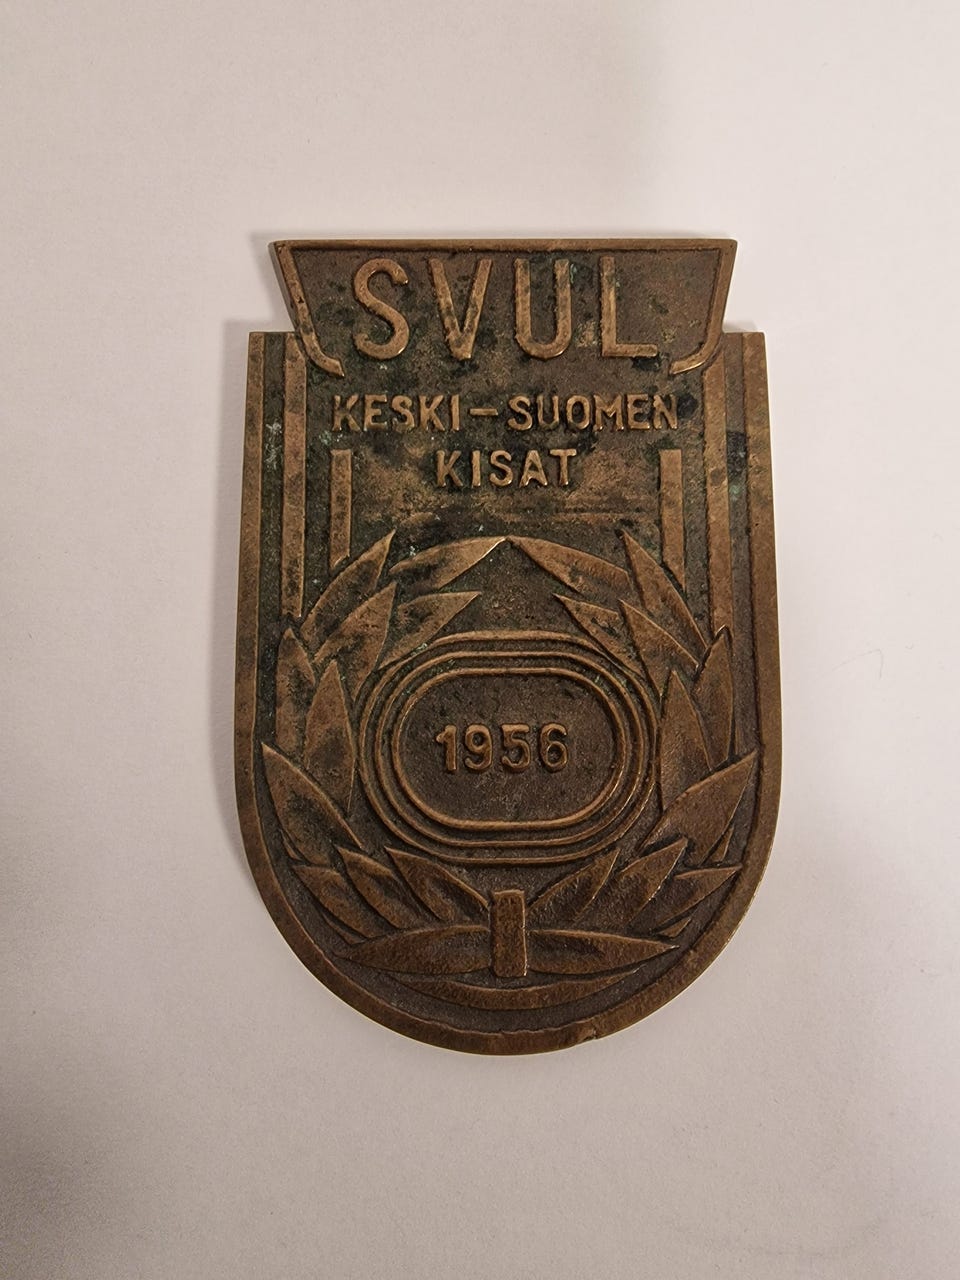 SVUL
KESKI-SUOMEN
KISAT
1956